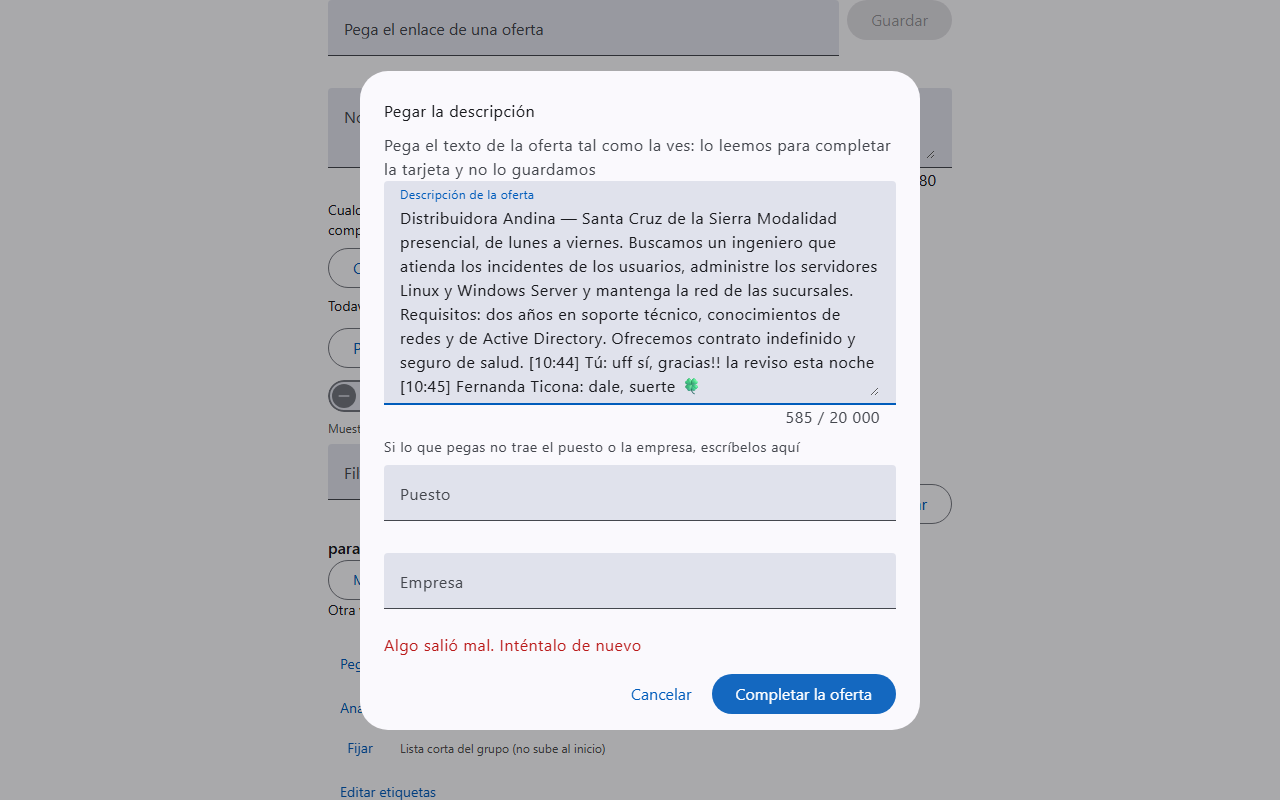 Pega el enlace de una oferta
Guardar
80
Pegar la descripción
Pega el texto de la oferta tal como la ves: lo leemos para completar
la tarjeta y no lo guardamos
Descripción de la oferta
Distribuidora Andina — Santa Cruz de la Sierra Modalidad
presencial, de lunes a viernes. Buscamos un ingeniero que
atienda los incidentes de los usuarios, administre los servidores
Linux y Windows Server y mantenga la red de las sucursales.
Requisitos: dos años en soporte técnico, conocimientos de
redes y de Active Directory. Ofrecemos contrato indefinido y
seguro de salud. [10:44] Tú: uff sí, gracias!! la reviso esta noche
[10:45] Fernanda Ticona: dale, suerte 🍀
585 / 20 000
Si lo que pegas no trae el puesto o la empresa, escríbelos aquí
Puesto
Empresa
Algo salió mal. Inténtalo de nuevo
Cancelar
Completar la oferta
para
Otra
Fijar
Lista corta del grupo (no sube al inicio)
Editar etiquetas